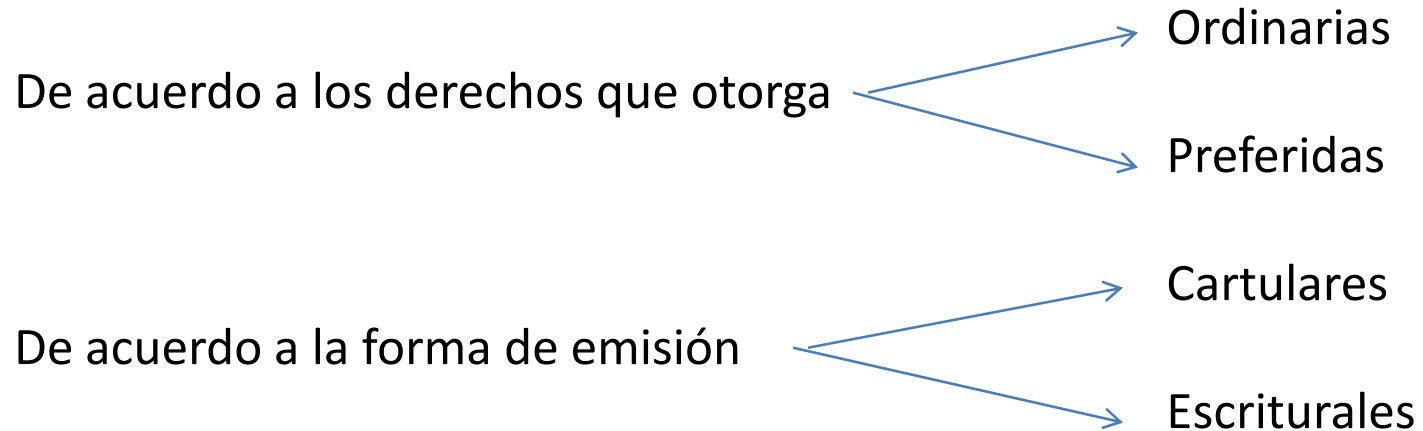 Ordinarias
De acuerdo a los derechos que otorga
Preferidas
Cartulares
De acuerdo a la forma de emisión
Escriturales